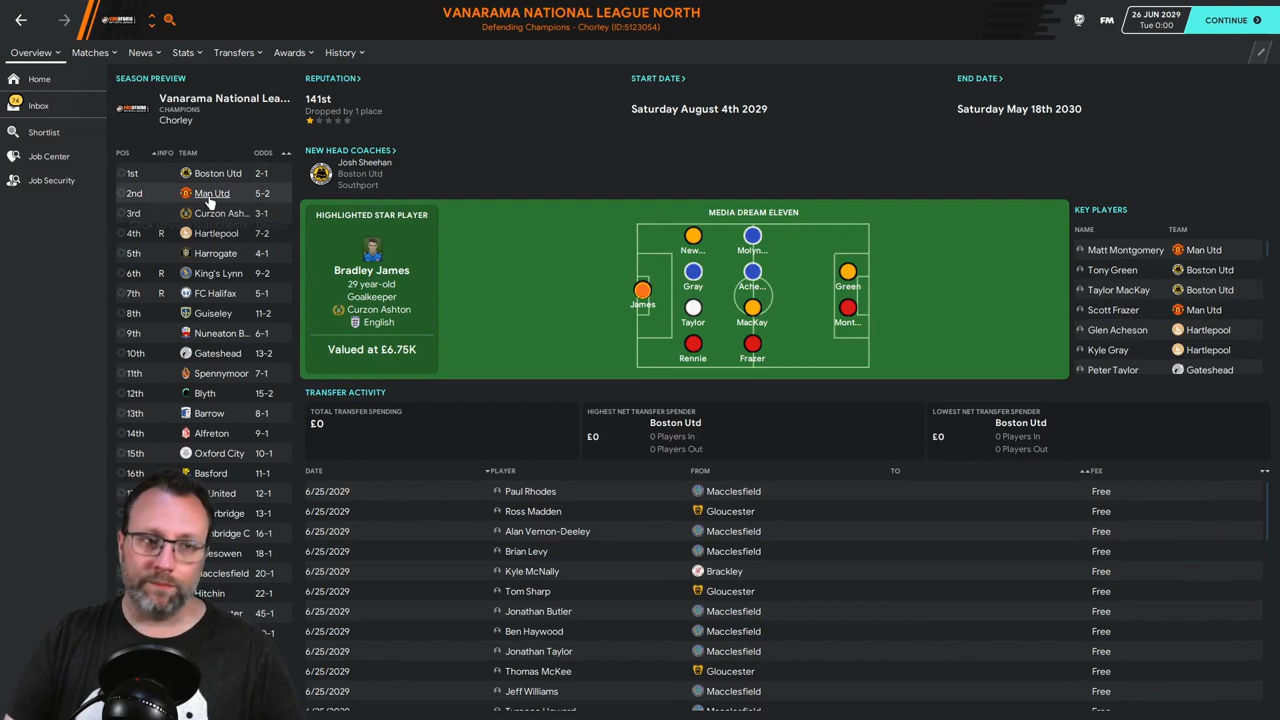 VANARAMA NATIONAL LEAGUE NORTH
Defending Champions - Chorley (ID:5123054)
FM
26 JUN 2029
Tue 0:00
CONTINUE
Overview
Matches
News
Stats
Transfers
Awards
History
Home
74
Inbox
Shortlist
Job Center
Job Security
SEASON PREVIEW
Vanarama National Lea...
CHAMPIONS
Chorley
REPUTATION
141st
Dropped by 1 place
START DATE
Saturday August 4th 2029
END DATE
Saturday May 18th 2030
NEW HEAD COACHES
Josh Sheehan
Boston Utd
Southport
POS INFO TEAM ODDS
1st Boston Utd 2-1
2nd Man Utd 5-2
3rd Curzon Ash... 3-1
4th R Hartlepool 7-2
5th Harrogate 4-1
6th R King's Lynn 9-2
7th R FC Halifax 5-1
8th Guiseley 11-2
9th Nuneaton B... 6-1
10th Gateshead 13-2
11th Spennymoor 7-1
12th Blyth 15-2
13th Barrow 8-1
14th Alfreton 9-1
15th Oxford City 10-1
16th Basford 11-1
United 12-1
13-1
16-1
18-1
20-1
Hitchin 22-1
45-1
HIGHLIGHTED STAR PLAYER
Bradley James
29 year-old
Goalkeeper
Curzon Ashton
English
Valued at £6.75K
MEDIA DREAM ELEVEN
New...
Molyn...
Gray
Ache...
Green
James
Taylor
MacKay
Mont...
Rennie
Frazer
KEY PLAYERS
NAME TEAM
Matt Montgomery Man Utd
Tony Green Boston Utd
Taylor MacKay Boston Utd
Scott Frazer Man Utd
Glen Acheson Hartlepool
Kyle Gray Hartlepool
Peter Taylor Gateshead
TRANSFER ACTIVITY
TOTAL TRANSFER SPENDING
£0
HIGHEST NET TRANSFER SPENDER
Boston Utd
£0
0 Players In
0 Players Out
LOWEST NET TRANSFER SPENDER
Boston Utd
£0
0 Players In
0 Players Out
DATE PLAYER FROM TO FEE
6/25/2029 Paul Rhodes Macclesfield Free
6/25/2029 Ross Madden Gloucester Free
6/25/2029 Alan Vernon-Deeley Macclesfield Free
6/25/2029 Brian Levy Macclesfield Free
6/25/2029 Kyle McNally Brackley Free
6/25/2029 Tom Sharp Gloucester Free
6/25/2029 Jonathan Butler Macclesfield Free
6/25/2029 Ben Haywood Macclesfield Free
6/25/2029 Jonathan Taylor Macclesfield Free
6/25/2029 Thomas McKee Gloucester Free
6/25/2029 Jeff Williams Macclesfield Free